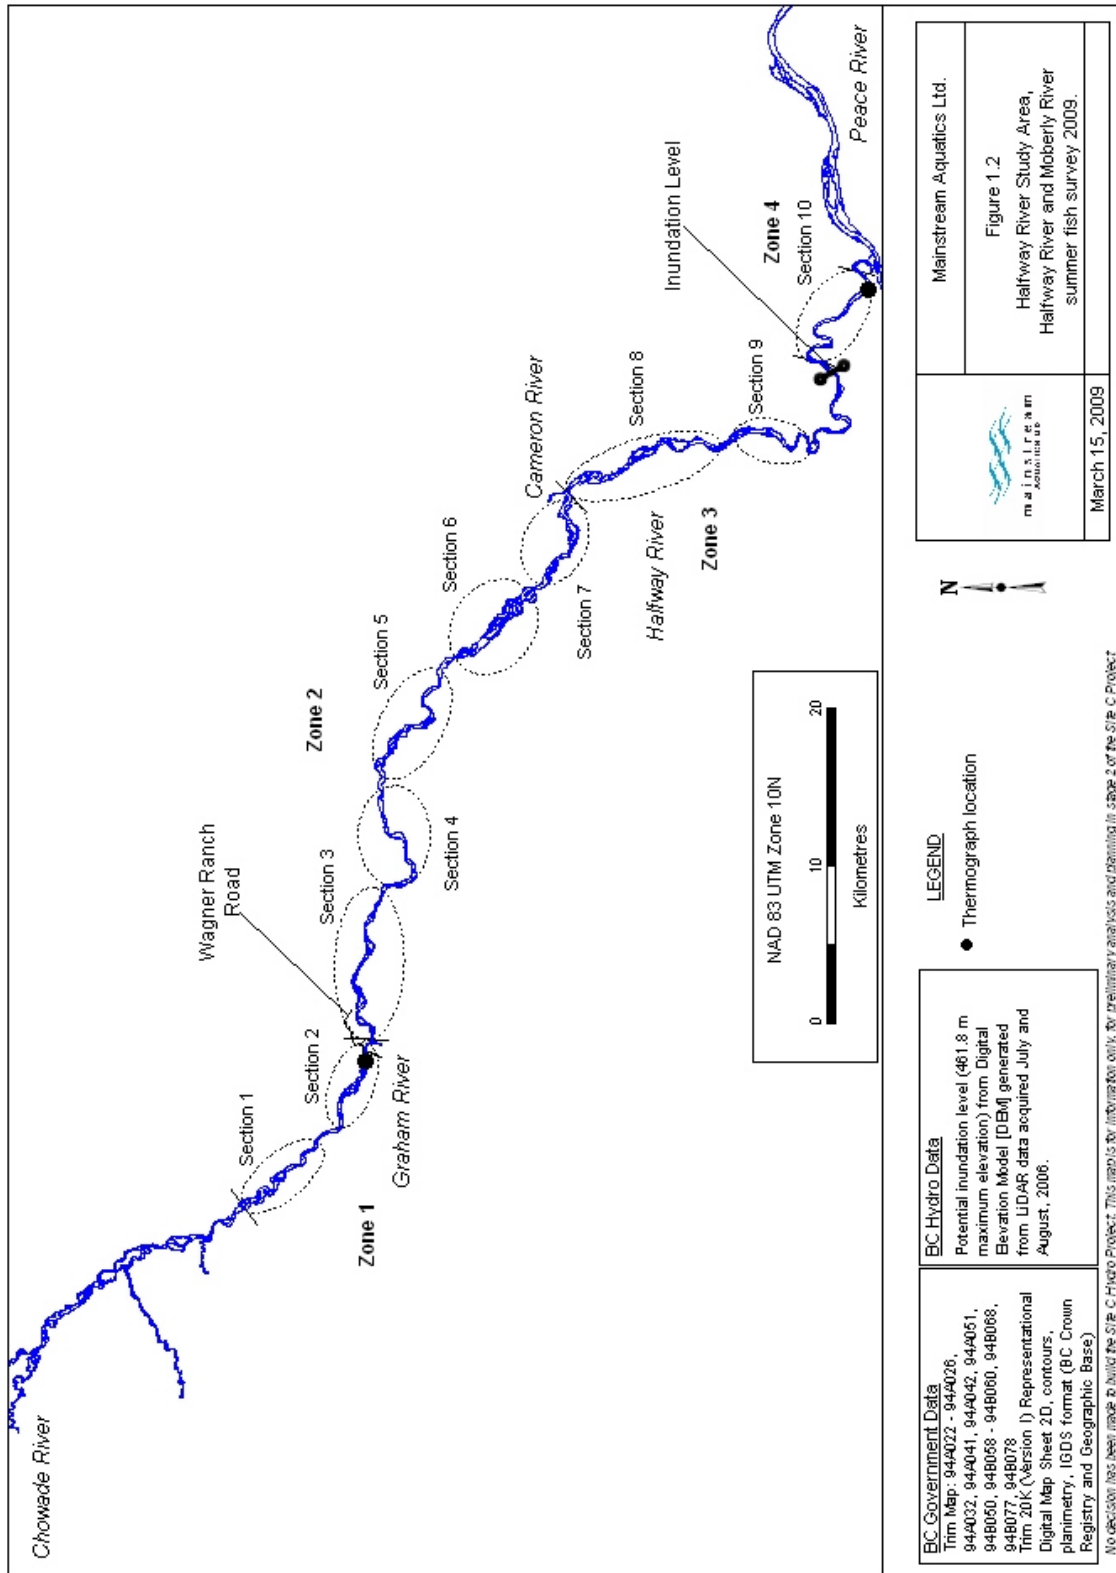 Chowade River
Section 1
Zone 1
Section 2
Graham River
Wagner Ranch
Road
Section 3
Section 4
Zone 2
Section 5
Section 6
Section 7
Cameron River
Halfway River
Section 8
Zone 3
Section 9
Inundation Level
Zone 4
Section 10
Peace River
NAD 83 UTM Zone 10N
0 10 20
Kilometres
BC Government Data
Trim Map: 94A022 - 94A026,
94A032, 94A041, 94A042, 94A051,
94B050, 94B058 - 94B060, 94B068,
94B077, 94B078
Trim 20K (Version I) Representational
Digital Map Sheet 2D, contours,
planimetry, IGDS format (BC Crown
Registry and Geographic Base)
BC Hydro Data
Potential inundation level (461.8 m
maximum elevation) from Digital
Elevation Model [DEM] generated
from LiDAR data acquired July and
August, 2006.
LEGEND
Thermograph location
N
mainstream
AQUATICS LTD
March 15, 2009
Mainstream Aquatics Ltd.
Figure 1.2
Halfway River Study Area,
Halfway River and Moberly River
summer fish survey 2009.
No decision has been made to build the Site C Hydro Project. This map is for information only, for preliminary analysis and planning in stage 2 of the Site C Project